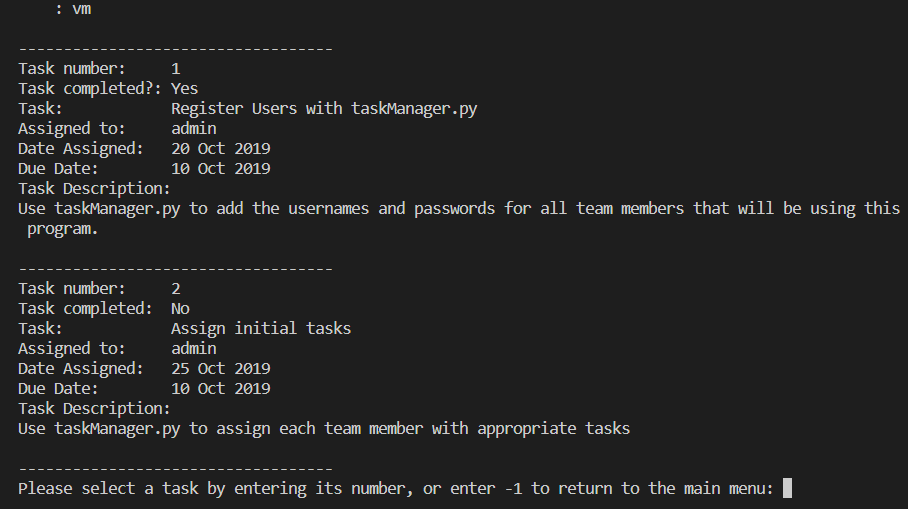 : vm
-----------------------------------
Task number:     1
Task completed?: Yes
Task:            Register Users with taskManager.py
Assigned to:     admin
Date Assigned:   20 Oct 2019
Due Date:        10 Oct 2019
Task Description:
Use taskManager.py to add the usernames and passwords for all team members that will be using this
 program.
-----------------------------------
Task number:     2
Task completed:  No
Task:            Assign initial tasks
Assigned to:     admin
Date Assigned:   25 Oct 2019
Due Date:        10 Oct 2019
Task Description:
Use taskManager.py to assign each team member with appropriate tasks
-----------------------------------
Please select a task by entering its number, or enter -1 to return to the main menu: